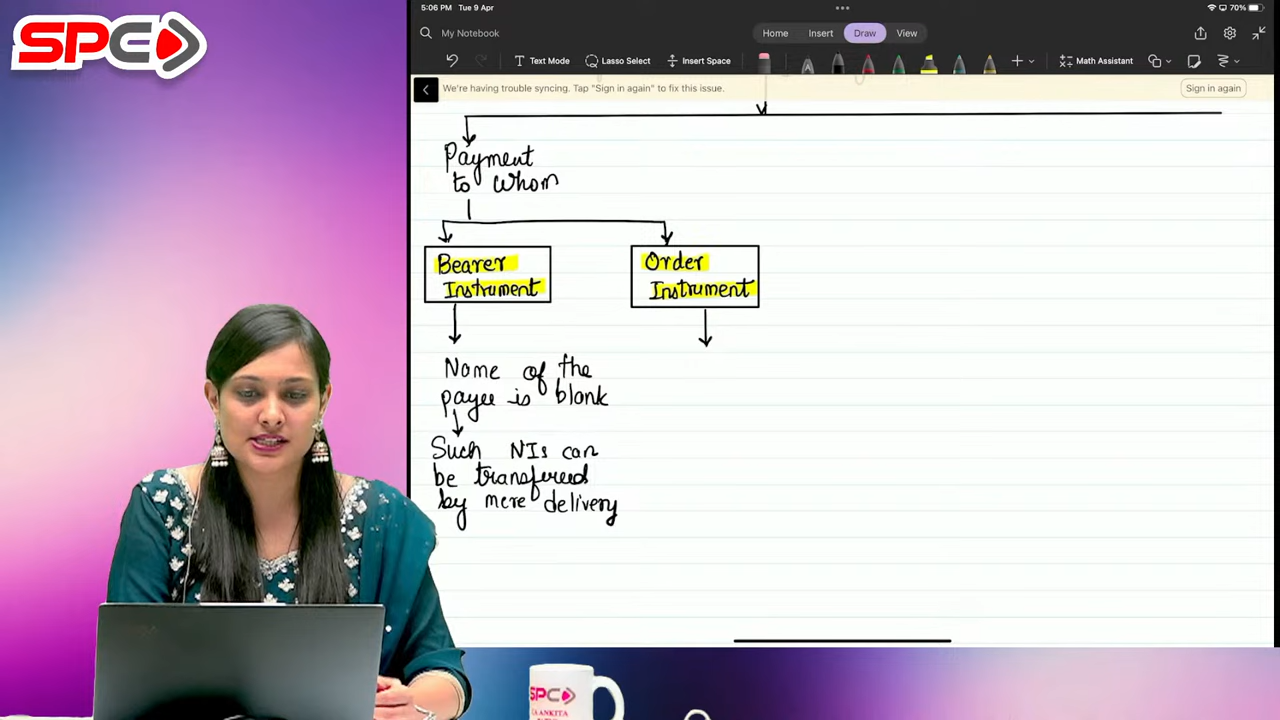 SPC
5:06 PM Tue 9 Apr
70%
My Notebook
Home Insert Draw View
Text Mode Lasso Select Insert Space Math Assistant
We're having trouble syncing. Tap "Sign in again" to fix this issue. Sign in again
Payment
to whom
Bearer
Instrument
Order
Instrument
Name of the
payee is blank
Such NIs can
be transferred
by mere delivery
SPC
CA ANKITA